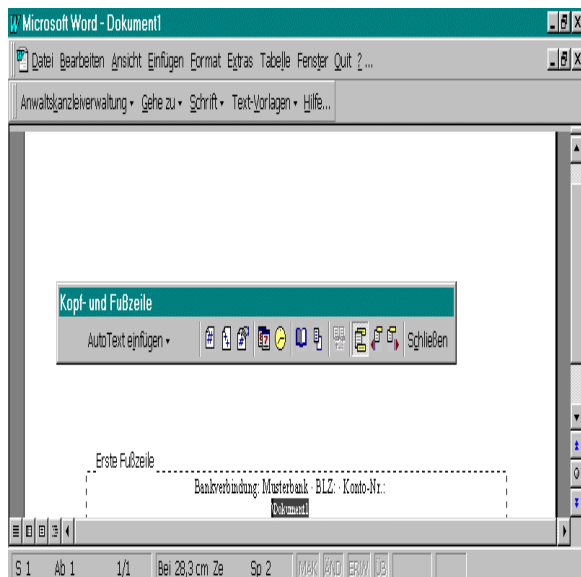 Microsoft Word - Dokument1
Datei Bearbeiten Ansicht Einfügen Format Extras Tabelle Fenster Quit ? ...
Anwaltskanzleiverwaltung Gehe zu Schrift Text-Vorlagen Hilfe...
Kopf- und Fußzeile
AutoText einfügen Schließen
Erste Fußzeile
Bankverbindung: Musterbank - BLZ: - Konto-Nr.:
\Dokument1
S 1 Ab 1 1/1 Bei 28,3 cm Ze Sp 2 MAK ÄND ERW ÜB